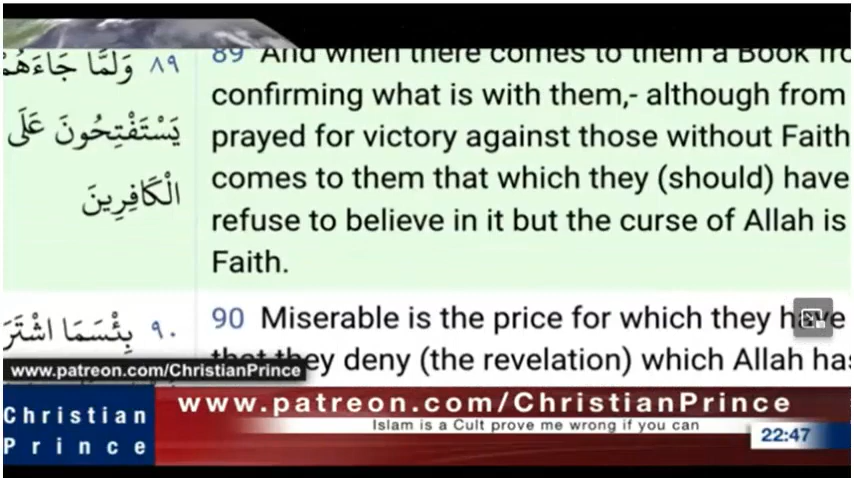 89 And when there comes to them a Book fro
confirming what is with them,- although from
prayed for victory against those without Faith
comes to them that which they (should) have
refuse to believe in it but the curse of Allah is
Faith.
٨٩ وَلَمَّا جَاءَهُمْ
يَسْتَفْتِحُونَ عَلَى
الْكَافِرِينَ
90 Miserable is the price for which they have
that they deny (the revelation) which Allah has
٩٠ بِئْسَمَا اشْتَرَ
www.patreon.com/ChristianPrince
Christian
Prince
www.patreon.com/ChristianPrince
Islam is a Cult prove me wrong if you can
22:47